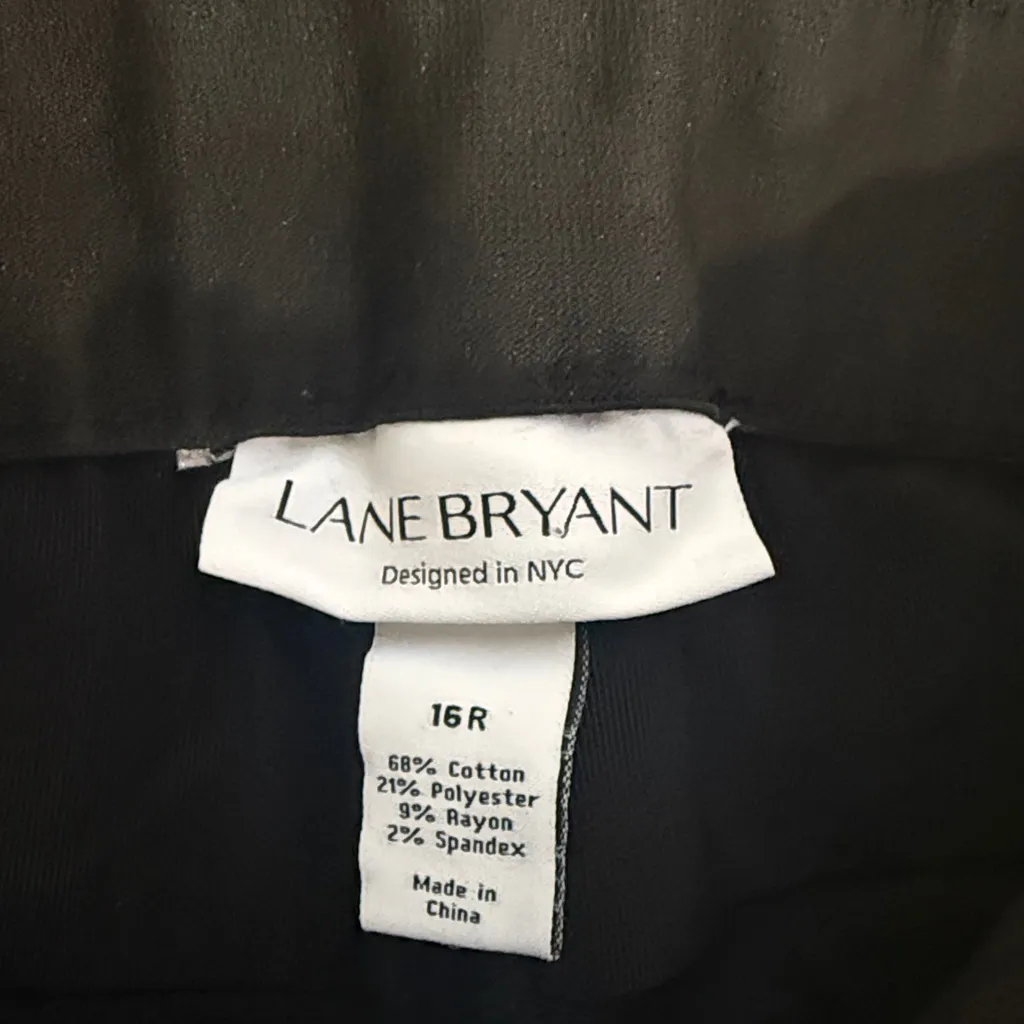 LANE BRYANT
Designed in NYC
16R
68% Cotton
21% Polyester
9% Rayon
2% Spandex
Made in
China